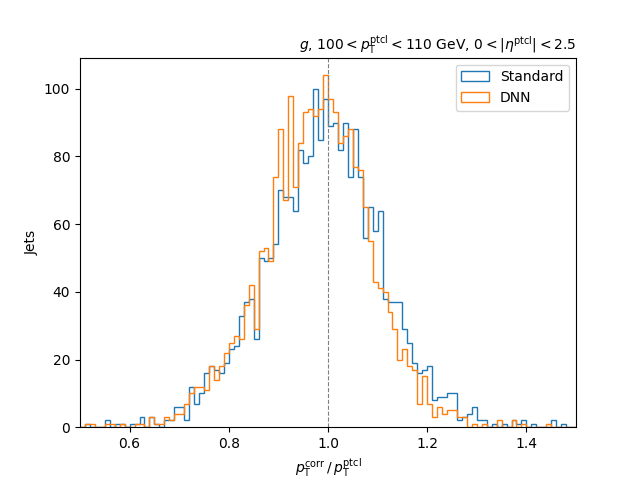 g, 100 < p_T^ptcl < 110 GeV, 0 < |η^ptcl| < 2.5
Standard
DNN
100
80
60
40
20
0
Jets
0.6 0.8 1.0 1.2 1.4
p_T^corr / p_T^ptcl